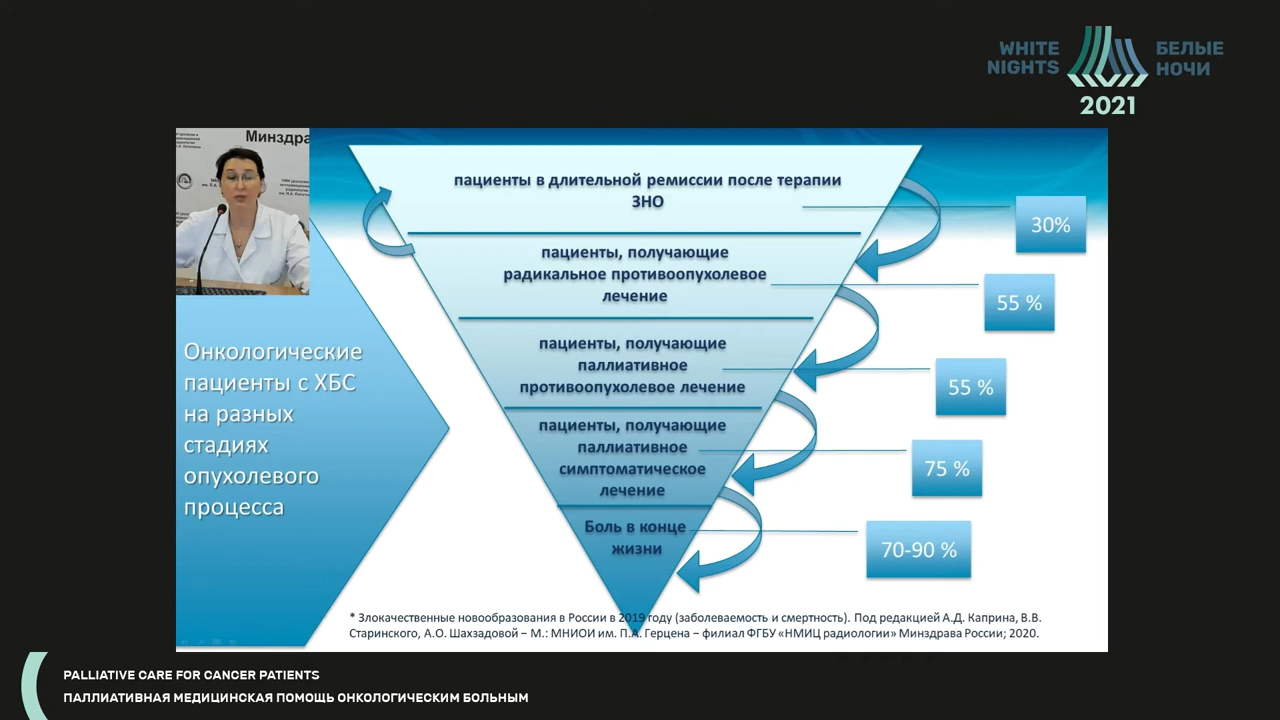 WHITE NIGHTS
БЕЛЫЕ НОЧИ
2021
Минздра
пациенты в длительной ремиссии после терапии
ЗНО
30%
пациенты, получающие
радикальное противоопухолевое
лечение
55 %
пациенты, получающие
паллиативное
противоопухолевое лечение
55 %
пациенты, получающие
паллиативное
симптоматическое
лечение
75 %
Боль в конце
жизни
70-90 %
Онкологические
пациенты с ХБС
на разных
стадиях
опухолевого
процесса
* Злокачественные новообразования в России в 2019 году (заболеваемость и смертность). Под редакцией А.Д. Каприна, В.В.
Старинского, А.О. Шахзадовой – М.: МНИОИ им. П.А. Герцена – филиал ФГБУ «НМИЦ радиологии» Минздрава России; 2020.
PALLIATIVE CARE FOR CANCER PATIENTS
ПАЛЛИАТИВНАЯ МЕДИЦИНСКАЯ ПОМОЩЬ ОНКОЛОГИЧЕСКИМ БОЛЬНЫМ